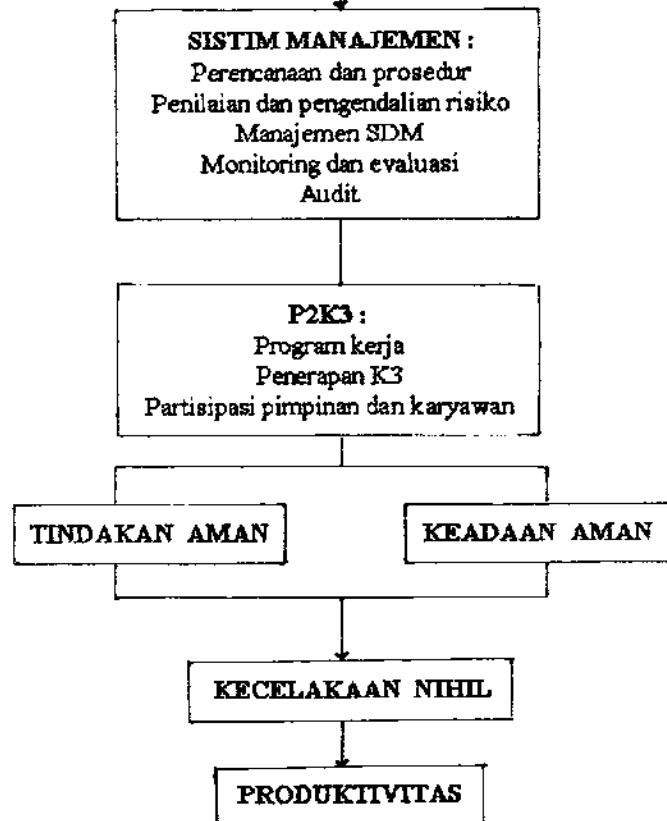 SISTIM MANAJEMEN :
Perencanaan dan prosedur
Penilaian dan pengendalian risiko
Manajemen SDM
Monitoring dan evaluasi
Audit
P2K3 :
Program kerja
Penerapan K3
Partisipasi pimpinan dan karyawan
TINDAKAN AMAN
KEADAAN AMAN
KECELAKAAN NIHIL
PRODUKTIVITAS